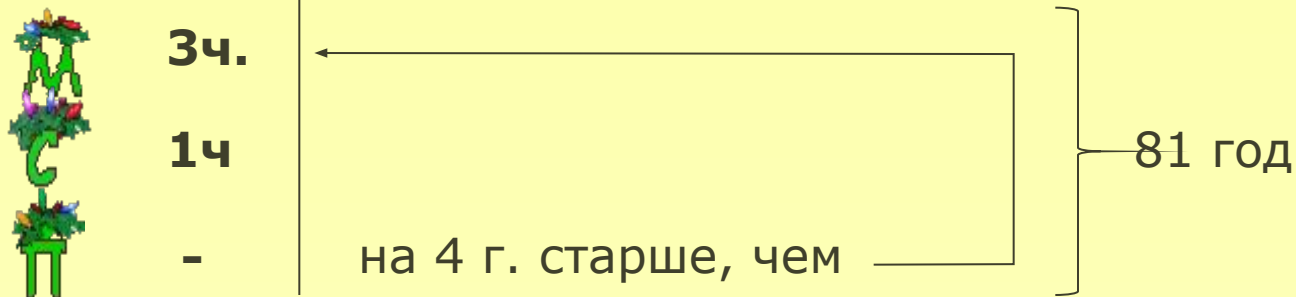 М 3ч.
С 1ч 81 год
П - на 4 г. старше, чем